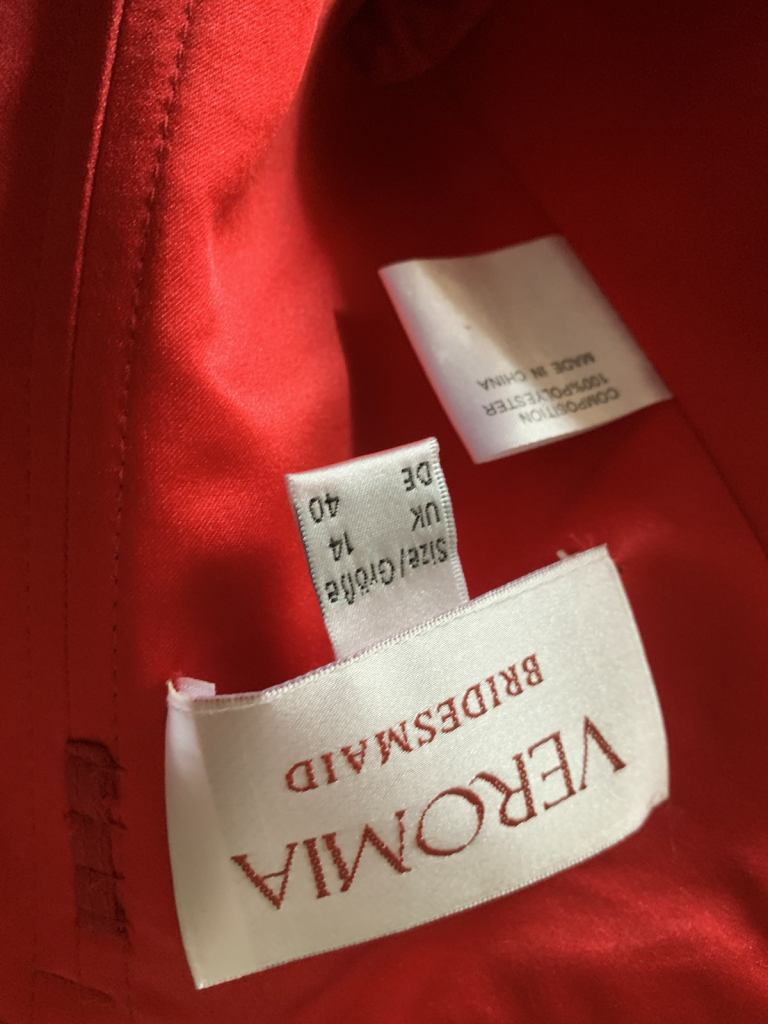 VEROMIA
BRIDESMAID
Size/Größe
UK 14
DE 40
COMPOSITION
100%POLYESTER
MADE IN CHINA